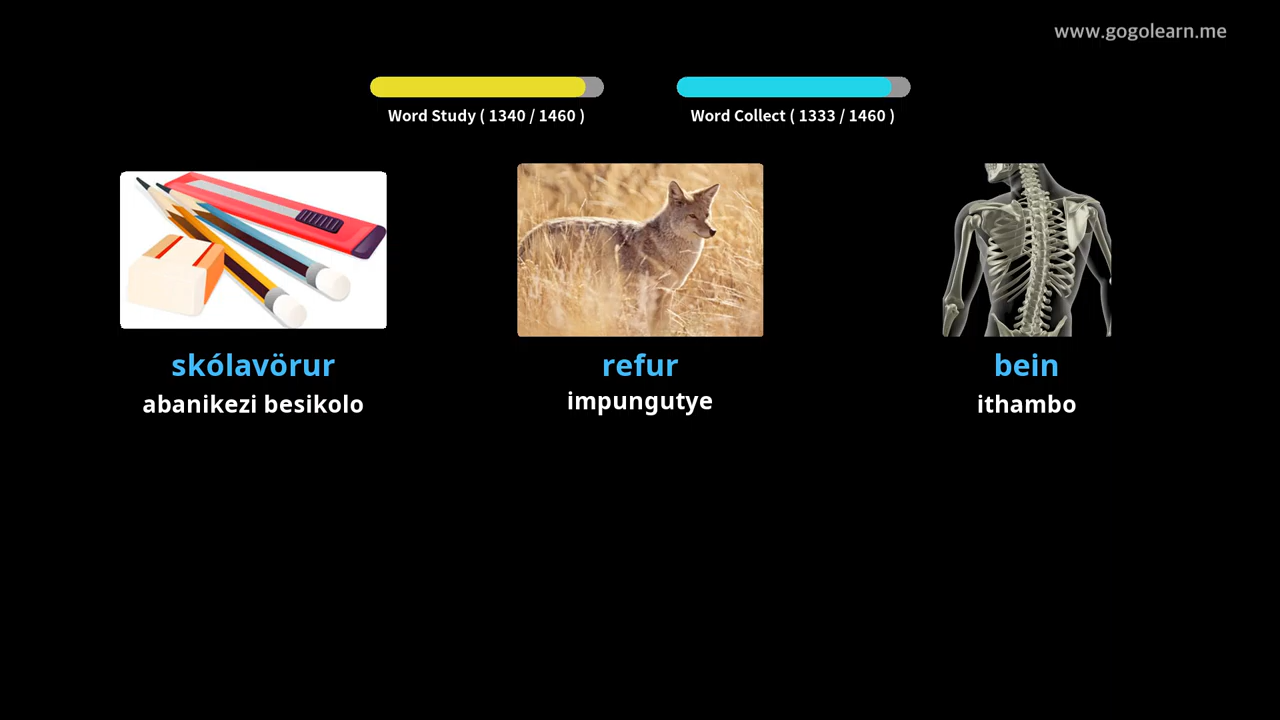 www.gogolearn.me
Word Study ( 1340 / 1460 )
Word Collect ( 1333 / 1460 )
skólavörur
abanikezi besikolo
refur
impungutye
bein
ithambo